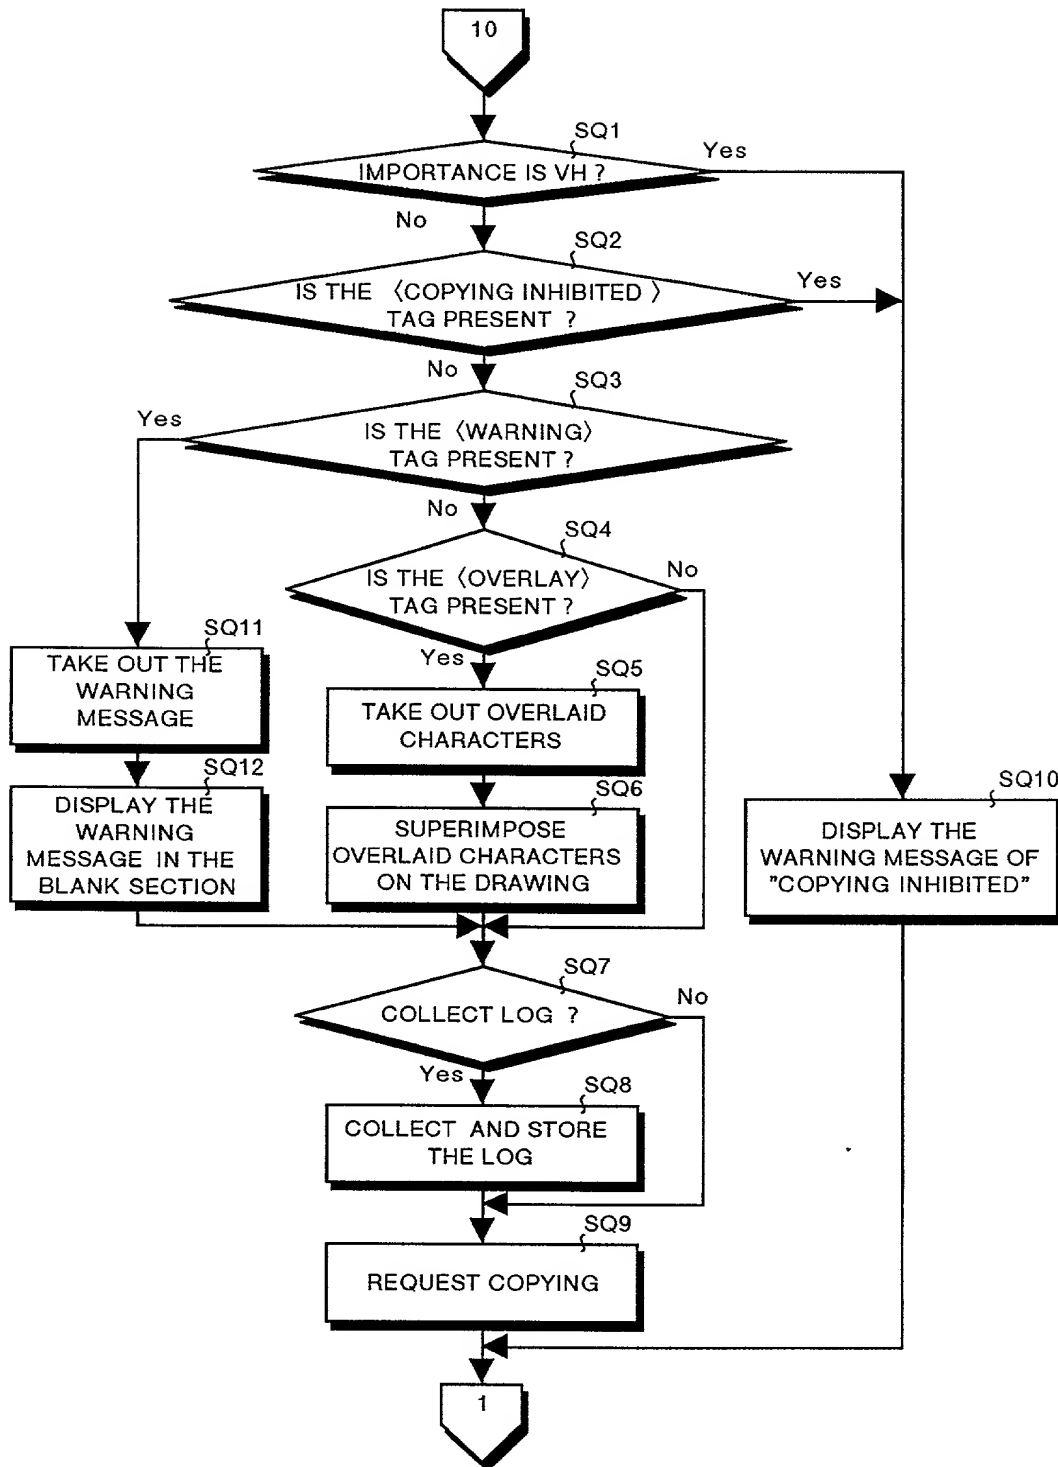 10
SQ1
IMPORTANCE IS VH ?
Yes
No
SQ2
IS THE 〈COPYING INHIBITED 〉
TAG PRESENT ?
Yes
No
SQ3
Yes
IS THE 〈WARNING〉
TAG PRESENT ?
No
SQ4
IS THE 〈OVERLAY〉
TAG PRESENT ?
No
Yes
SQ11
TAKE OUT THE
WARNING
MESSAGE
SQ5
TAKE OUT OVERLAID
CHARACTERS
SQ12
DISPLAY THE
WARNING
MESSAGE IN THE
BLANK SECTION
SQ6
SUPERIMPOSE
OVERLAID CHARACTERS
ON THE DRAWING
SQ10
DISPLAY THE
WARNING MESSAGE OF
"COPYING INHIBITED"
SQ7
COLLECT LOG ?
No
Yes
SQ8
COLLECT AND STORE
THE LOG
SQ9
REQUEST COPYING
1